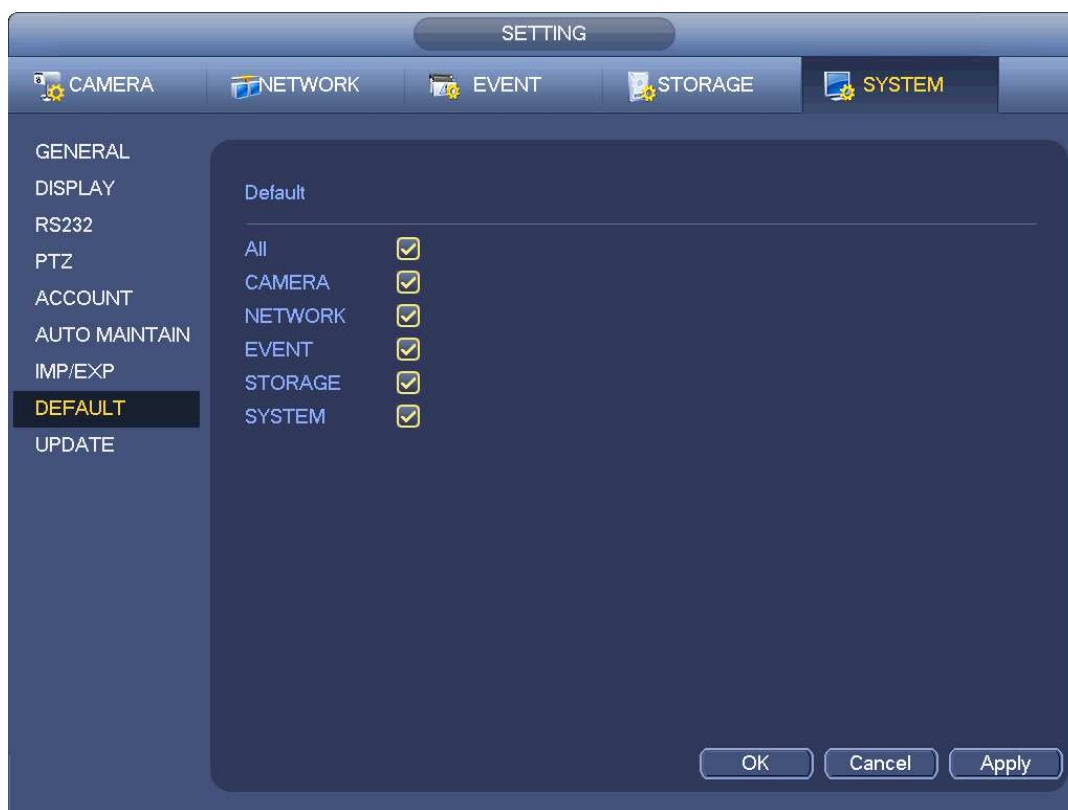 SETTING
CAMERA NETWORK EVENT STORAGE SYSTEM
GENERAL
DISPLAY
RS232
PTZ
ACCOUNT
AUTO MAINTAIN
IMP/EXP
DEFAULT
UPDATE
Default
All
CAMERA
NETWORK
EVENT
STORAGE
SYSTEM
OK Cancel Apply